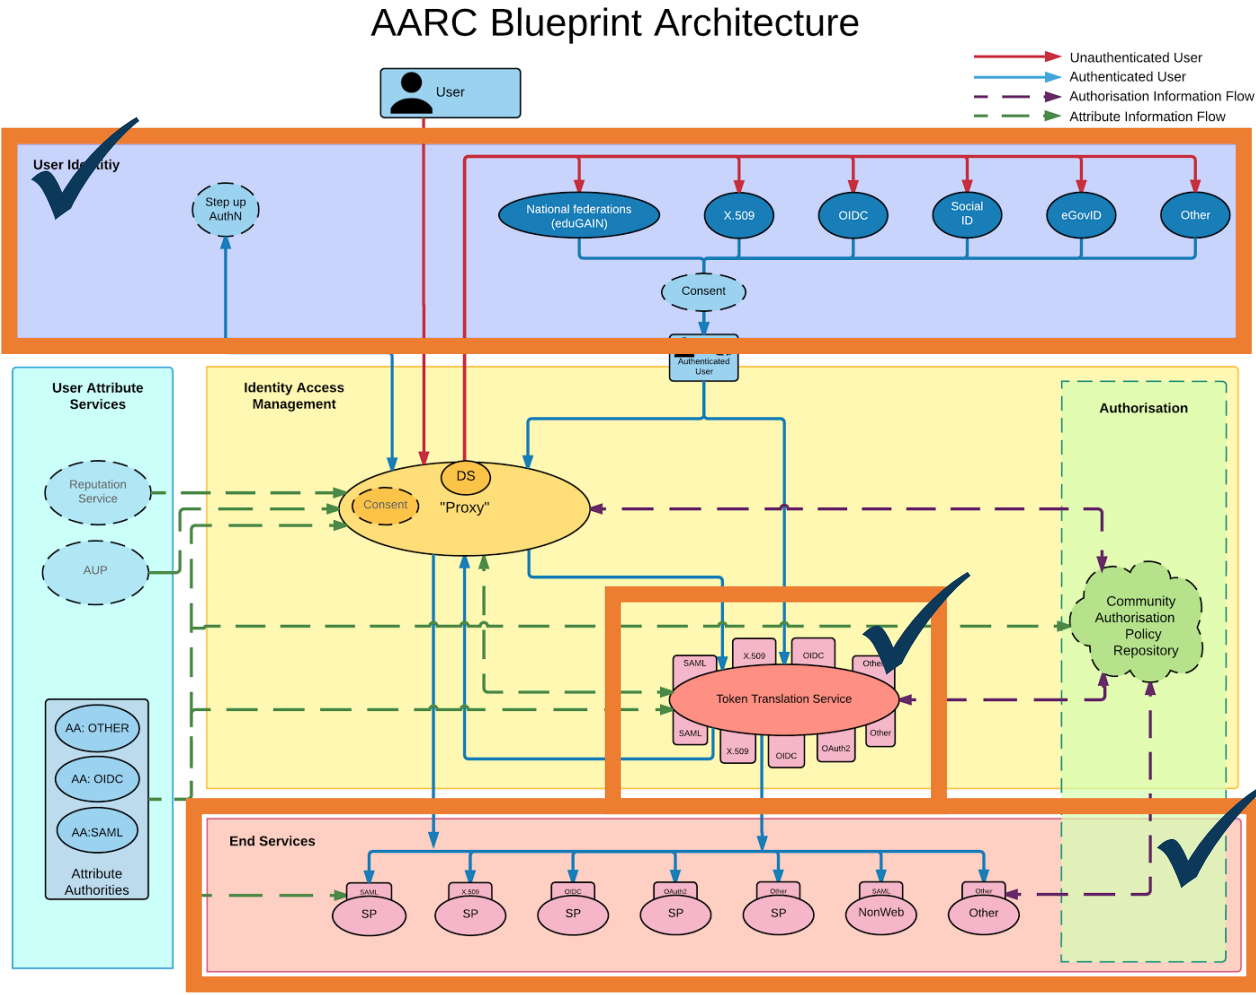 AARC Blueprint Architecture
Unauthenticated User
Authenticated User
Authorisation Information Flow
Attribute Information Flow
User
User Identitiy
Step up
AuthN
National federations
(eduGAIN)
X.509
OIDC
Social
ID
eGovID
Other
Consent
Authenticated
User
User Attribute
Services
Identity Access
Management
Authorisation
Reputation
Service
AUP
DS
Consent
"Proxy"
Community
Authorisation
Policy
Repository
SAML
X.509
OIDC
Other
Token Translation Service
SAML
X.509
OIDC
OAuth2
Other
AA: OTHER
AA: OIDC
AA:SAML
Attribute
Authorities
End Services
SAML
SP
X.509
SP
OIDC
SP
OAuth2
SP
Other
SP
SAML
NonWeb
Other
Other